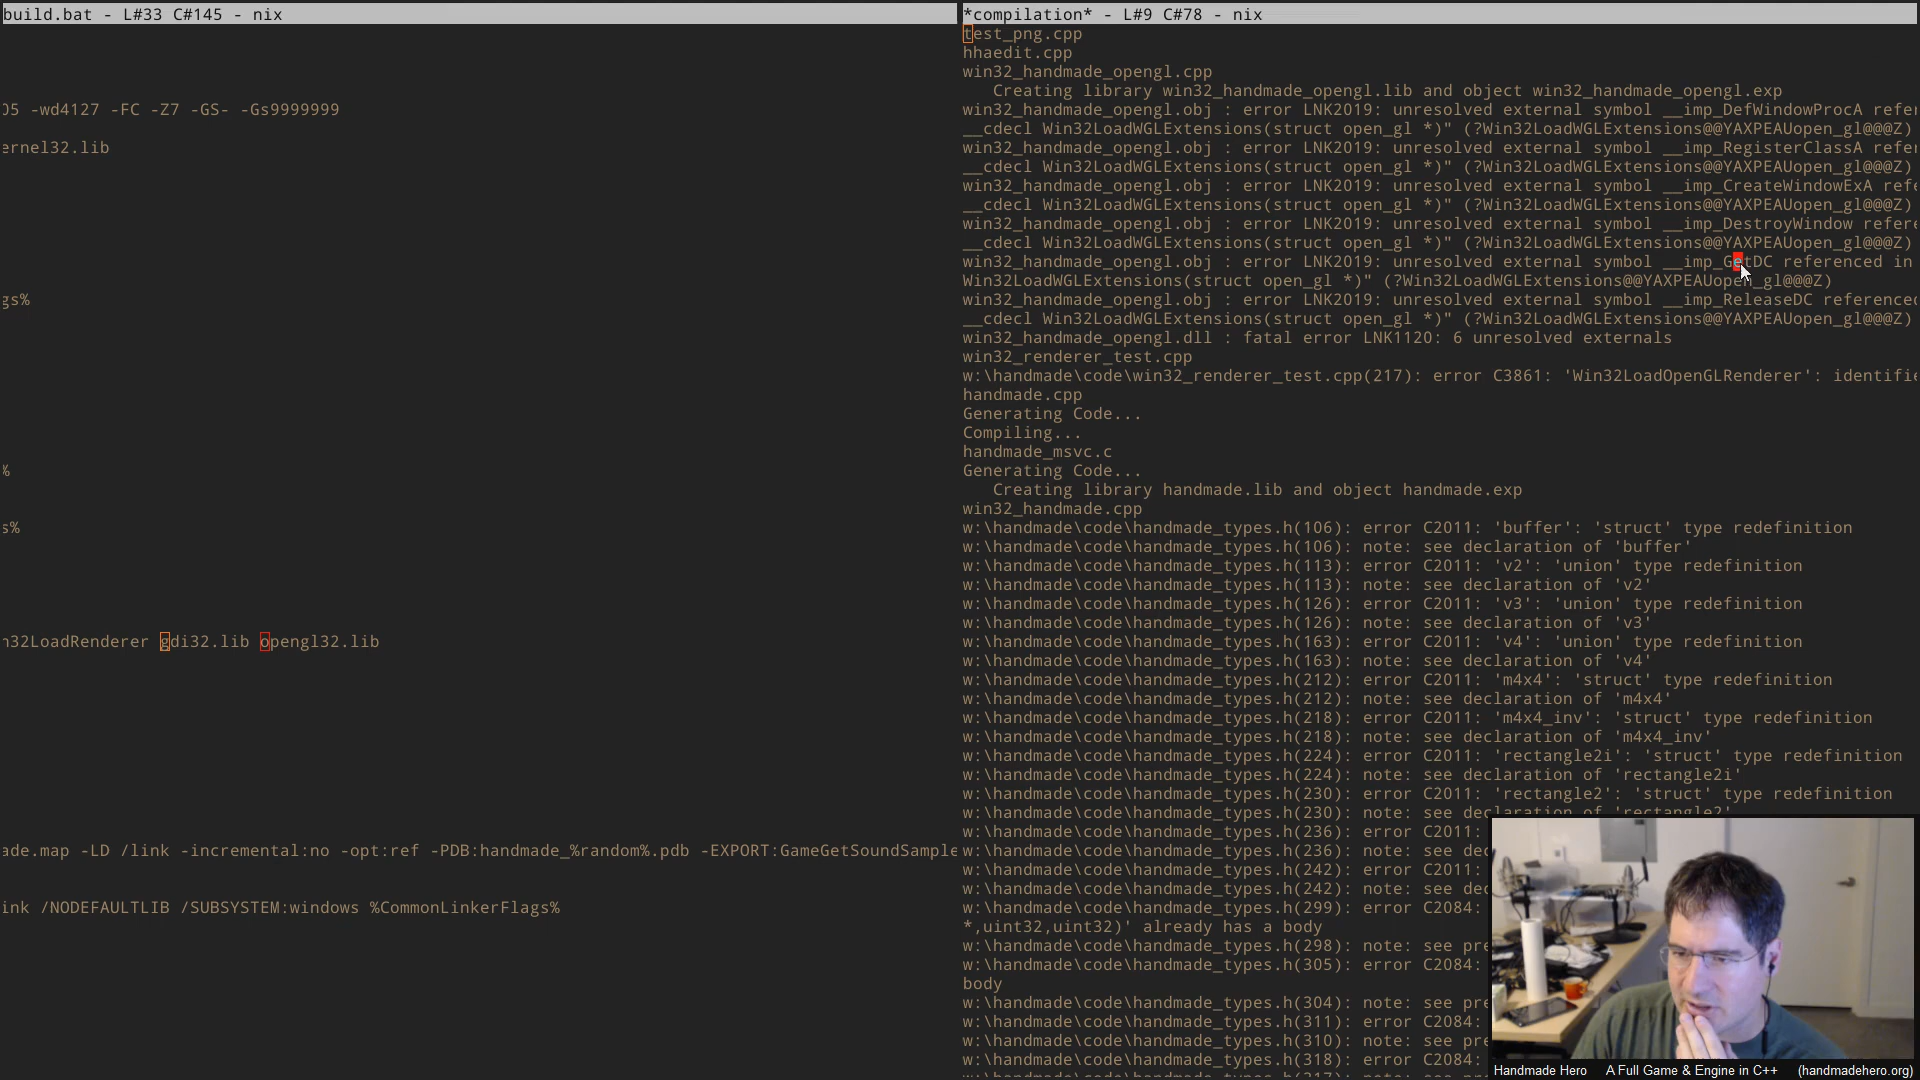 build.bat - L#33 C#145 - nix
05 -wd4127 -FC -Z7 -GS- -Gs9999999
ernel32.lib
gs%
%
s%
n32LoadRenderer gdi32.lib opengl32.lib
ade.map -LD /link -incremental:no -opt:ref -PDB:handmade_%random%.pdb -EXPORT:GameGetSoundSample
ink /NODEFAULTLIB /SUBSYSTEM:windows %CommonLinkerFlags%
*compilation* - L#9 C#78 - nix
test_png.cpp
hhaedit.cpp
win32_handmade_opengl.cpp
Creating library win32_handmade_opengl.lib and object win32_handmade_opengl.exp
win32_handmade_opengl.obj : error LNK2019: unresolved external symbol __imp_DefWindowProcA refer
__cdecl Win32LoadWGLExtensions(struct open_gl *)" (?Win32LoadWGLExtensions@@YAXPEAUopen_gl@@@Z)
win32_handmade_opengl.obj : error LNK2019: unresolved external symbol __imp_RegisterClassA refer
__cdecl Win32LoadWGLExtensions(struct open_gl *)" (?Win32LoadWGLExtensions@@YAXPEAUopen_gl@@@Z)
win32_handmade_opengl.obj : error LNK2019: unresolved external symbol __imp_CreateWindowExA refe
__cdecl Win32LoadWGLExtensions(struct open_gl *)" (?Win32LoadWGLExtensions@@YAXPEAUopen_gl@@@Z)
win32_handmade_opengl.obj : error LNK2019: unresolved external symbol __imp_DestroyWindow refere
__cdecl Win32LoadWGLExtensions(struct open_gl *)" (?Win32LoadWGLExtensions@@YAXPEAUopen_gl@@@Z)
win32_handmade_opengl.obj : error LNK2019: unresolved external symbol __imp_GetDC referenced in
Win32LoadWGLExtensions(struct open_gl *)" (?Win32LoadWGLExtensions@@YAXPEAUopen_gl@@@Z)
win32_handmade_opengl.obj : error LNK2019: unresolved external symbol __imp_ReleaseDC referenced
__cdecl Win32LoadWGLExtensions(struct open_gl *)" (?Win32LoadWGLExtensions@@YAXPEAUopen_gl@@@Z)
win32_handmade_opengl.dll : fatal error LNK1120: 6 unresolved externals
win32_renderer_test.cpp
w:\handmade\code\win32_renderer_test.cpp(217): error C3861: 'Win32LoadOpenGLRenderer': identifie
handmade.cpp
Generating Code...
Compiling...
handmade_msvc.c
Generating Code...
Creating library handmade.lib and object handmade.exp
win32_handmade.cpp
w:\handmade\code\handmade_types.h(106): error C2011: 'buffer': 'struct' type redefinition
w:\handmade\code\handmade_types.h(106): note: see declaration of 'buffer'
w:\handmade\code\handmade_types.h(113): error C2011: 'v2': 'union' type redefinition
w:\handmade\code\handmade_types.h(113): note: see declaration of 'v2'
w:\handmade\code\handmade_types.h(126): error C2011: 'v3': 'union' type redefinition
w:\handmade\code\handmade_types.h(126): note: see declaration of 'v3'
w:\handmade\code\handmade_types.h(163): error C2011: 'v4': 'union' type redefinition
w:\handmade\code\handmade_types.h(163): note: see declaration of 'v4'
w:\handmade\code\handmade_types.h(212): error C2011: 'm4x4': 'struct' type redefinition
w:\handmade\code\handmade_types.h(212): note: see declaration of 'm4x4'
w:\handmade\code\handmade_types.h(218): error C2011: 'm4x4_inv': 'struct' type redefinition
w:\handmade\code\handmade_types.h(218): note: see declaration of 'm4x4_inv'
w:\handmade\code\handmade_types.h(224): error C2011: 'rectangle2i': 'struct' type redefinition
w:\handmade\code\handmade_types.h(224): note: see declaration of 'rectangle2i'
w:\handmade\code\handmade_types.h(230): error C2011: 'rectangle2': 'struct' type redefinition
w:\handmade\code\handmade_types.h(230): note: see declaration of 'rectangle2'
w:\handmade\code\handmade_types.h(236): error C2011:
w:\handmade\code\handmade_types.h(236): note: see dec
w:\handmade\code\handmade_types.h(242): error C2011:
w:\handmade\code\handmade_types.h(242): note: see dec
w:\handmade\code\handmade_types.h(299): error C2084:
*,uint32,uint32)' already has a body
w:\handmade\code\handmade_types.h(298): note: see pre
w:\handmade\code\handmade_types.h(305): error C2084:
body
w:\handmade\code\handmade_types.h(304): note: see pre
w:\handmade\code\handmade_types.h(311): error C2084:
w:\handmade\code\handmade_types.h(310): note: see pre
w:\handmade\code\handmade_types.h(318): error C2084:
Handmade Hero A Full Game & Engine in C++ (handmadehero.org)